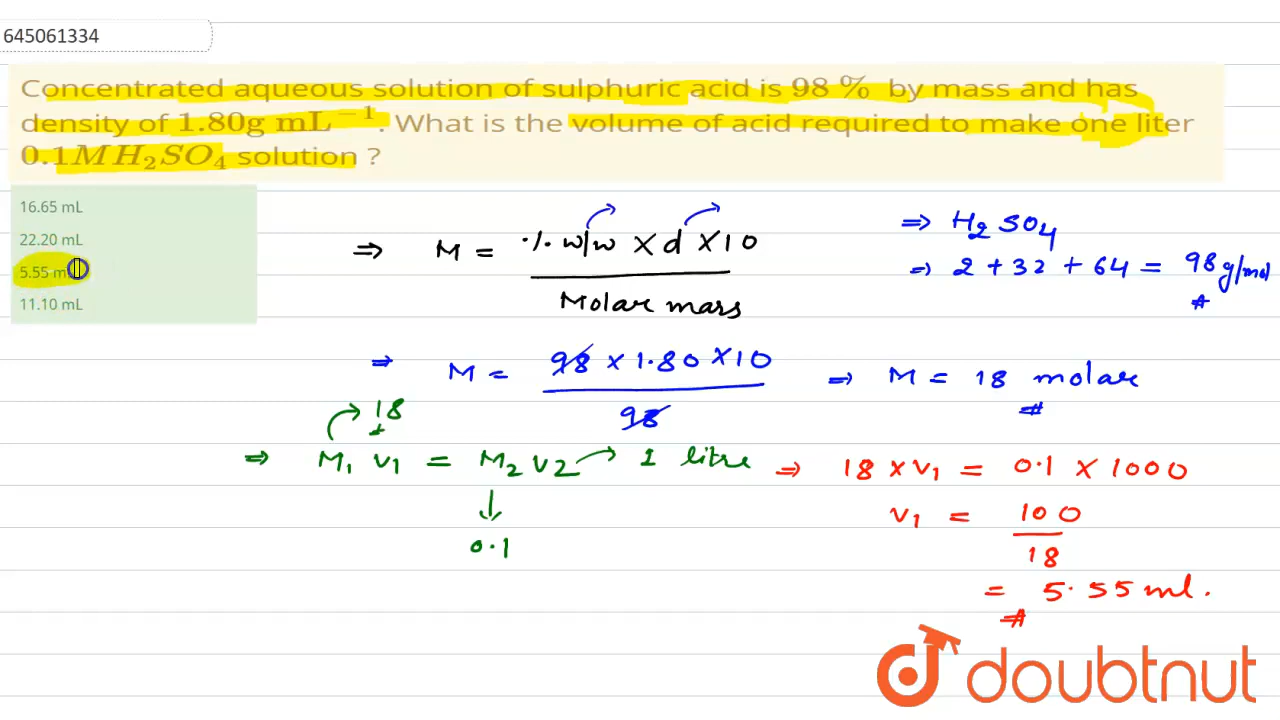 645061334
Concentrated aqueous solution of sulphuric acid is 98 % by mass and has
density of 1.80g mL⁻¹. What is the volume of acid required to make one liter
0.1MH₂SO₄ solution ?
16.65 mL
22.20 mL
5.55 m
11.10 mL
⇒ M = % w/w × d × 10
Molar mass
⇒ H₂SO₄
⇒ 2 + 32 + 64 = 98 g/mol
⇒ M = 98 × 1.80 × 10
98
⇒ M = 18 molar
18
⇒ M₁ V₁ = M₂ V₂ → 1 litre
0.1
⇒ 18 × V₁ = 0.1 × 1000
V₁ = 100
18
= 5.55 ml.
doubtnut